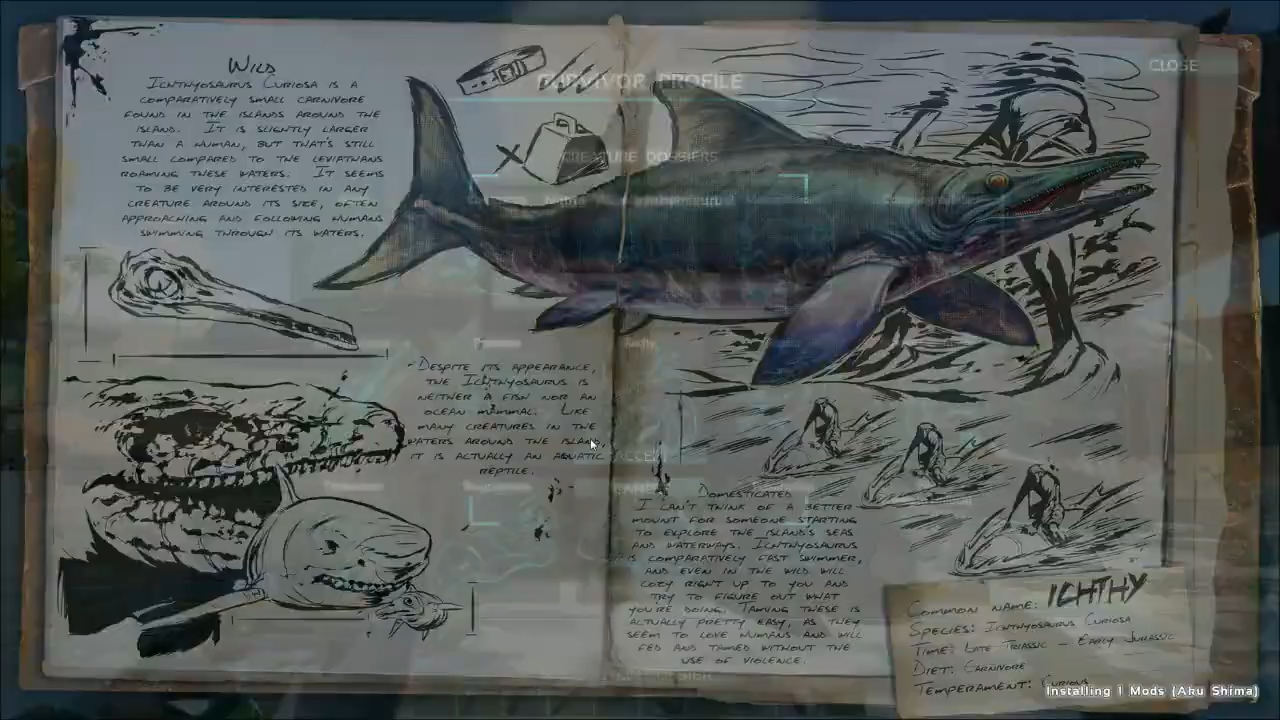 Wild
Ichthyosaurus Curiosa is a
comparatively small carnivore
found in the islands around the
island. It is slightly larger
than a human, but that's still
small compared to the leviathans
roaming these waters. It seems
to be very interested in any
creature around its size, often
approaching and following humans
swimming through its waters.
Despite its appearance,
the Ichthyosaurus is
neither a fish nor an
ocean mammal. Like
many creatures in the
waters around the island,
it is actually an aquatic
reptile.
SURVIVOR PROFILE
CLOSE
CREATURE DOSSIERS
ACCEPT
Domesticated
I can't think of a better
mount for someone starting
to explore the island's seas
and waterways. Ichthyosaurus
is comparatively fast swimmer,
and even in the wild will
cozy right up to you and
try to figure out what
you're doing. Taming these is
actually pretty easy, as they
seem to love humans and will
fed and tamed without the
use of violence.
Common name: Ichthy
Species: Ichthyosaurus Curiosa
Time: Late Triassic - Early Jurassic
Diet: Carnivore
Temperament: Curious
Installing 1 Mods (Aku Shima)